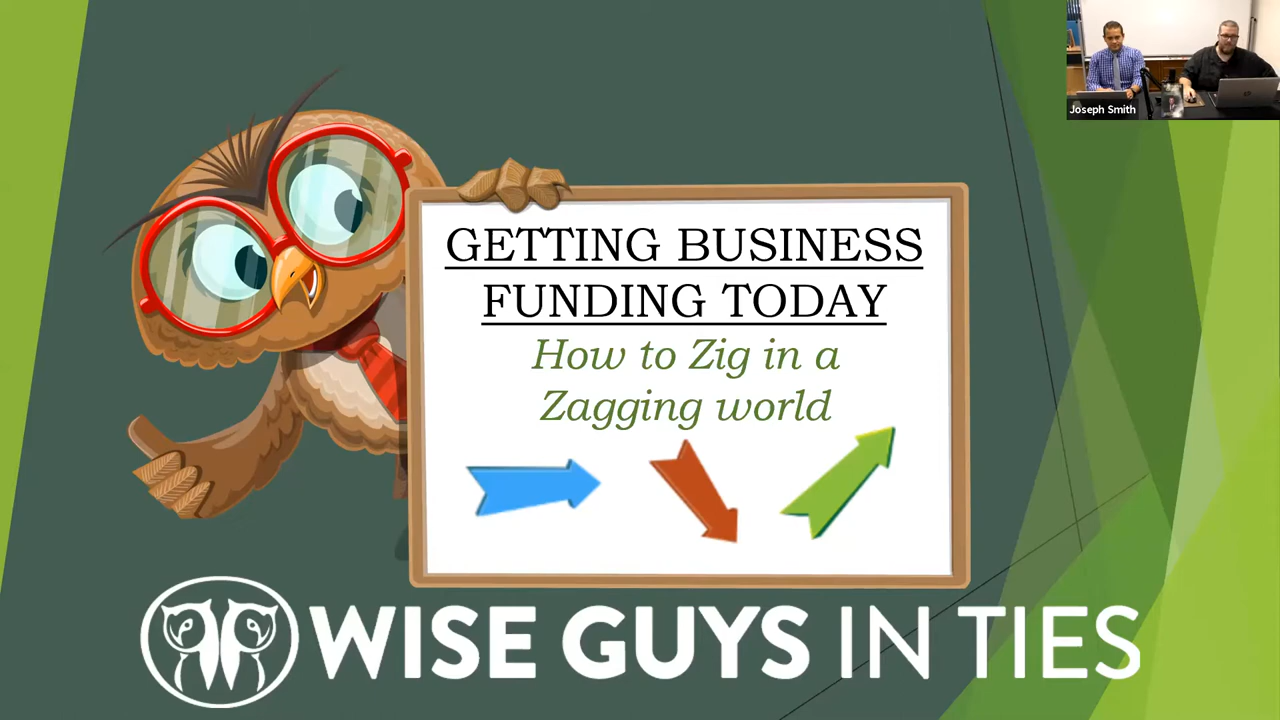 Joseph Smith
GETTING BUSINESS
FUNDING TODAY
How to Zig in a
Zagging world
WISE GUYS IN TIES